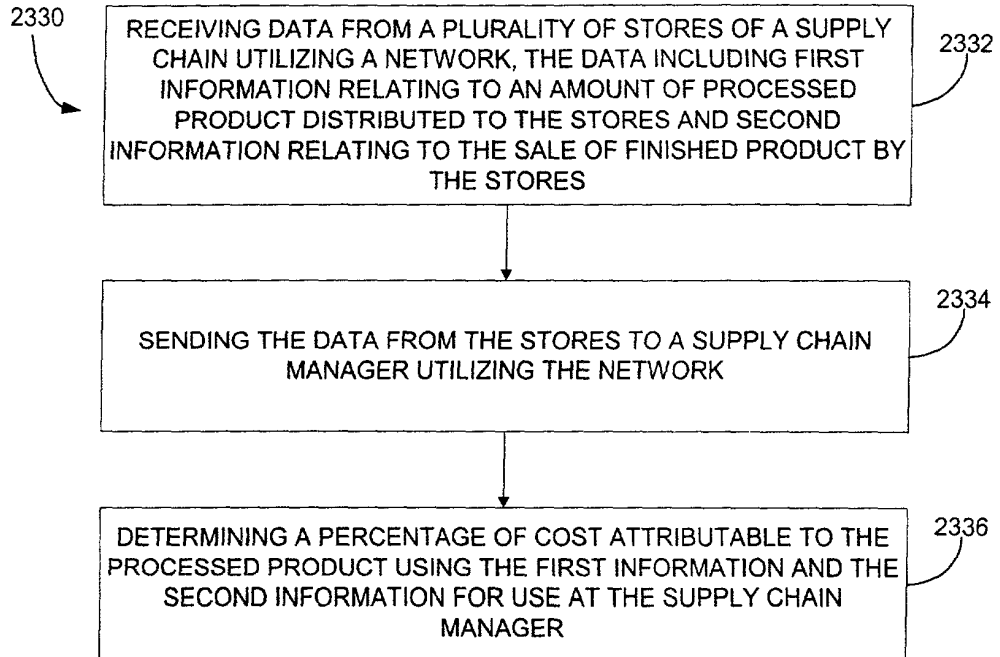 2330
RECEIVING DATA FROM A PLURALITY OF STORES OF A SUPPLY
CHAIN UTILIZING A NETWORK, THE DATA INCLUDING FIRST
INFORMATION RELATING TO AN AMOUNT OF PROCESSED
PRODUCT DISTRIBUTED TO THE STORES AND SECOND
INFORMATION RELATING TO THE SALE OF FINISHED PRODUCT BY
THE STORES
2332
SENDING THE DATA FROM THE STORES TO A SUPPLY CHAIN
MANAGER UTILIZING THE NETWORK
2334
DETERMINING A PERCENTAGE OF COST ATTRIBUTABLE TO THE
PROCESSED PRODUCT USING THE FIRST INFORMATION AND THE
SECOND INFORMATION FOR USE AT THE SUPPLY CHAIN
MANAGER
2336